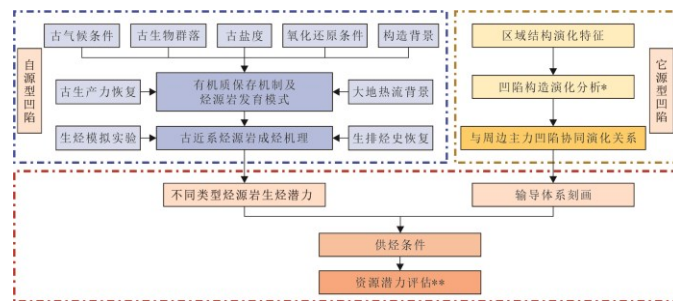 古气候条件
古生物群落
古盐度
氧化还原条件
构造背景
自源型凹陷
古生产力恢复
有机质保存机制及
烃源岩发育模式
大地热流背景
生烃模拟实验
古近系烃源岩成烃机理
生排烃史恢复
区域结构演化特征
凹陷构造演化分析*
与周边主力凹陷协同演化关系
它源型凹陷
不同类型烃源岩生烃潜力
输导体系刻画
供烃条件
资源潜力评估**